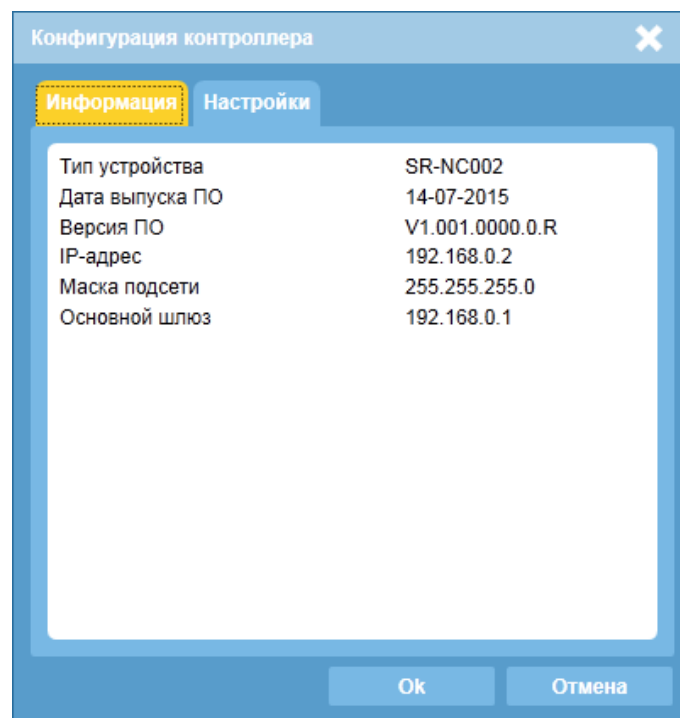 Конфигурация контроллера
Информация Настройки
Тип устройства SR-NC002
Дата выпуска ПО 14-07-2015
Версия ПО V1.001.0000.0.R
IP-адрес 192.168.0.2
Маска подсети 255.255.255.0
Основной шлюз 192.168.0.1
Ok Отмена